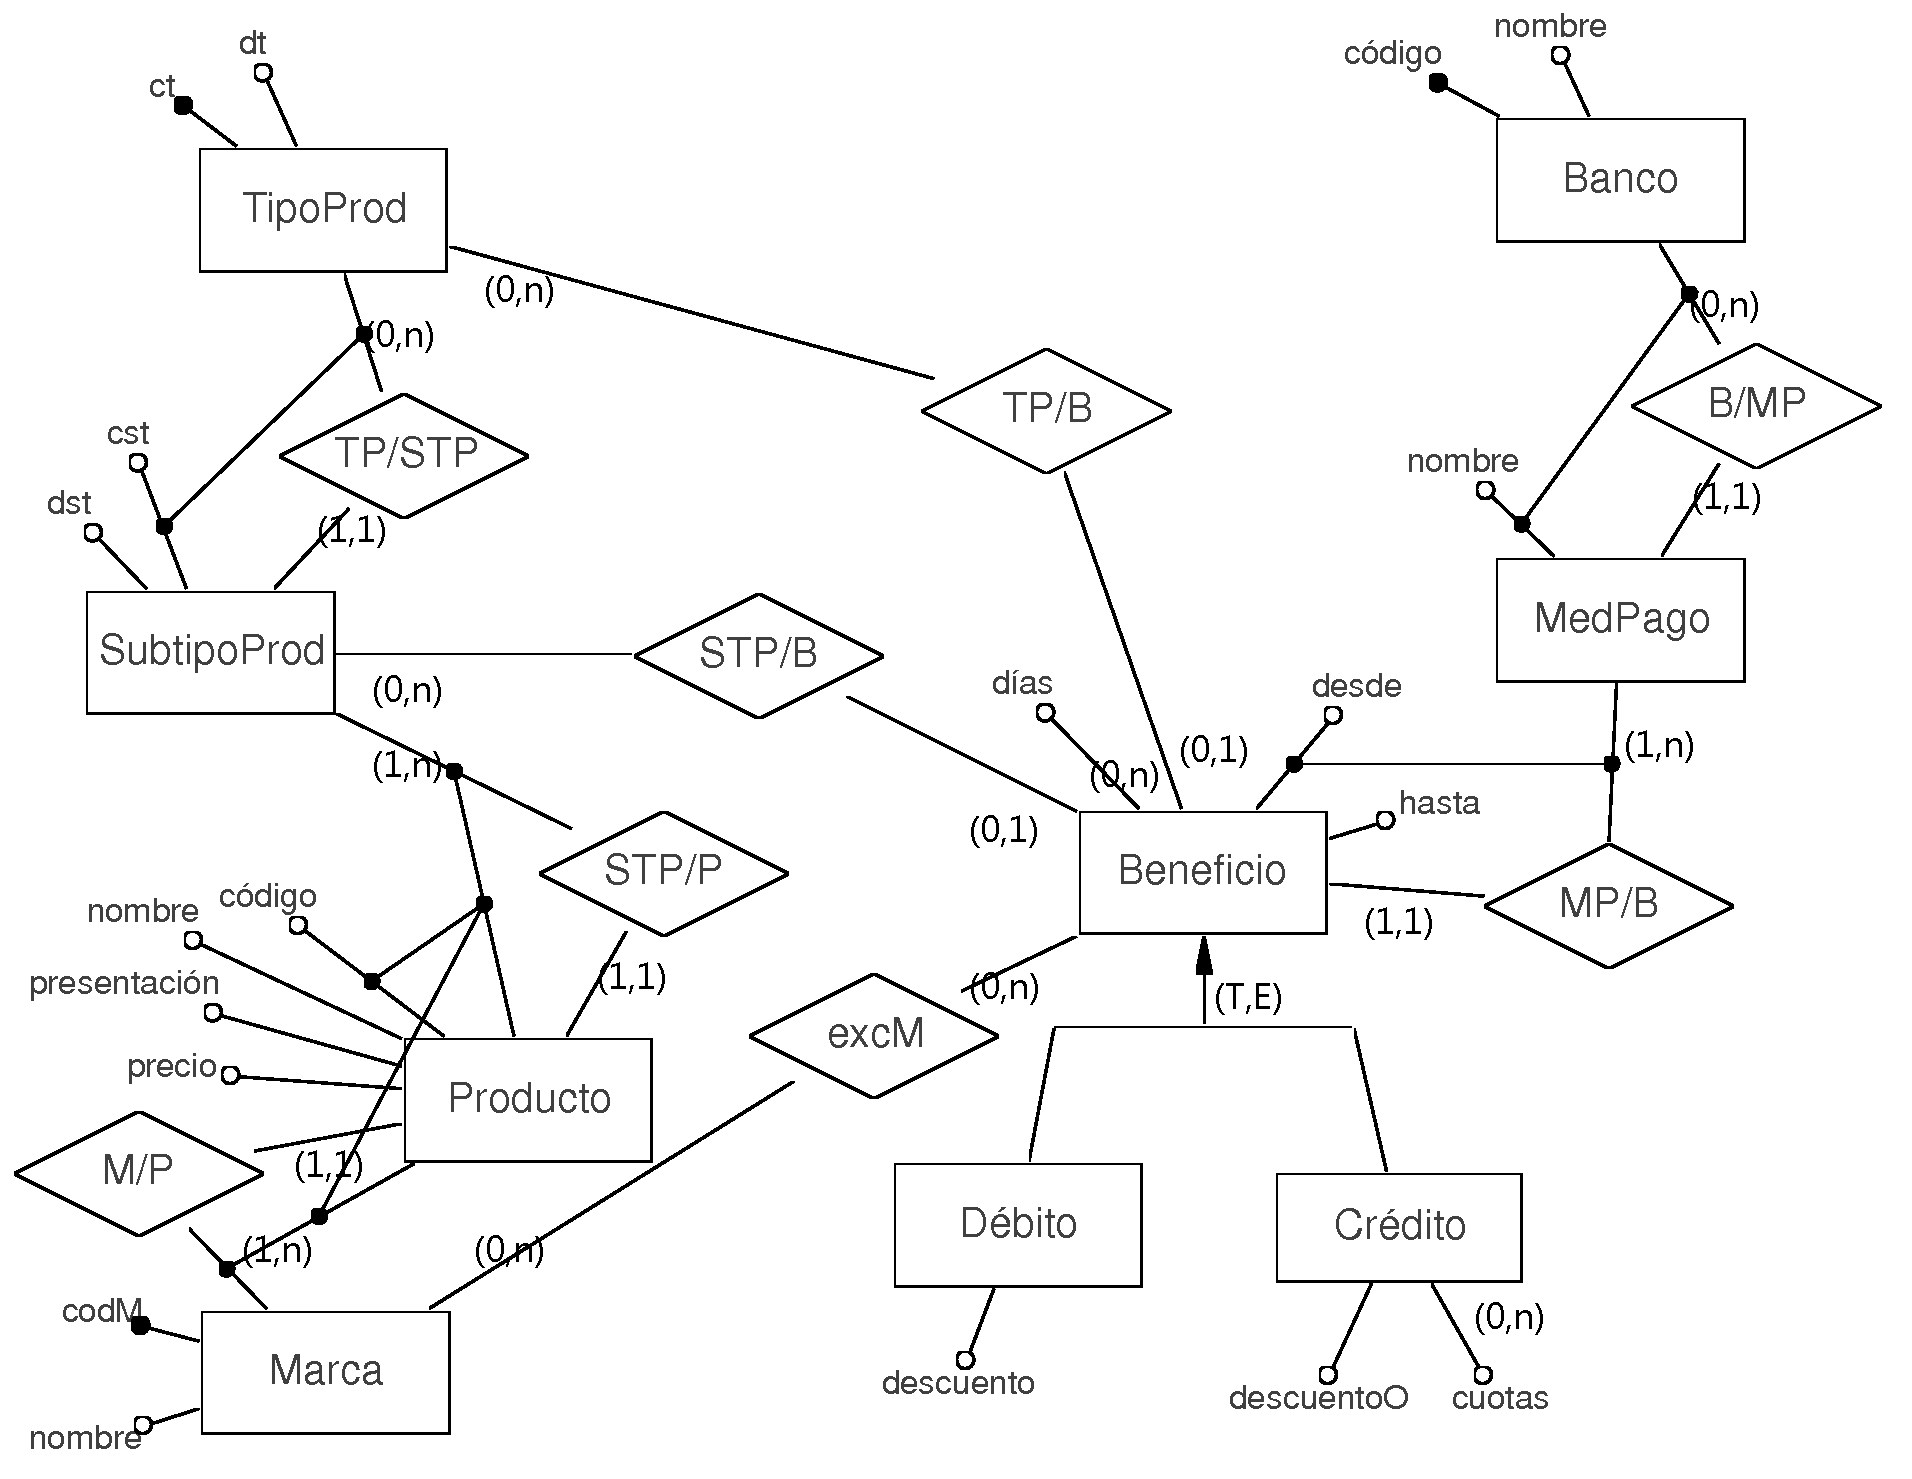 nombre
dt
código
ct
Banco
TipoProd
(0,n)
(0,n)
(0,n)
TP/B
B/MP
cst
TP/STP
nombre
dst
(1,1)
(1,1)
MedPago
SubtipoProd
STP/B
(0,n)
días
desde
(1,n)
(0,n)
(0,1)
(1,n)
hasta
(0,1)
Beneficio
STP/P
código
nombre
MP/B
(1,1)
presentación
(1,1)
(0,n)
(T,E)
excM
precio
Producto
M/P
(1,1)
Débito
Crédito
(1,n)
(0,n)
codM
(0,n)
Marca
descuento
descuentoO
cuotas
nombre